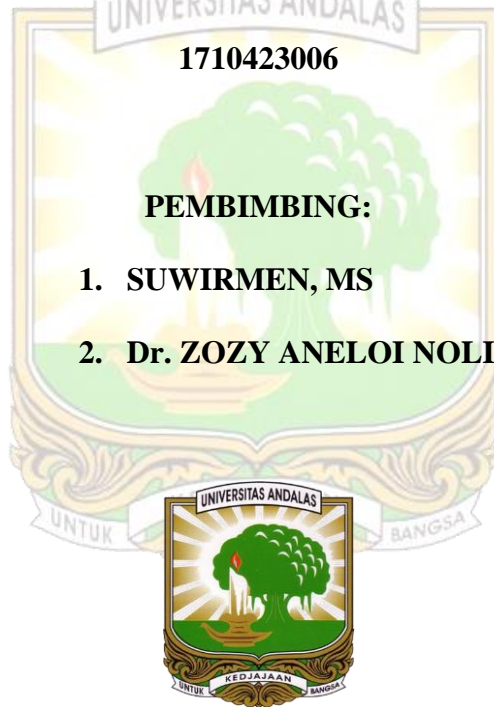 UNIVERSITAS ANDALAS
1710423006
PEMBIMBING:
1. SUWIRMEN, MS
2. Dr. ZOZY ANELOI NOLI
UNTUK BANGSA
UNIVERSITAS ANDALAS
UNTUK KEDJAJAAN BANGSA